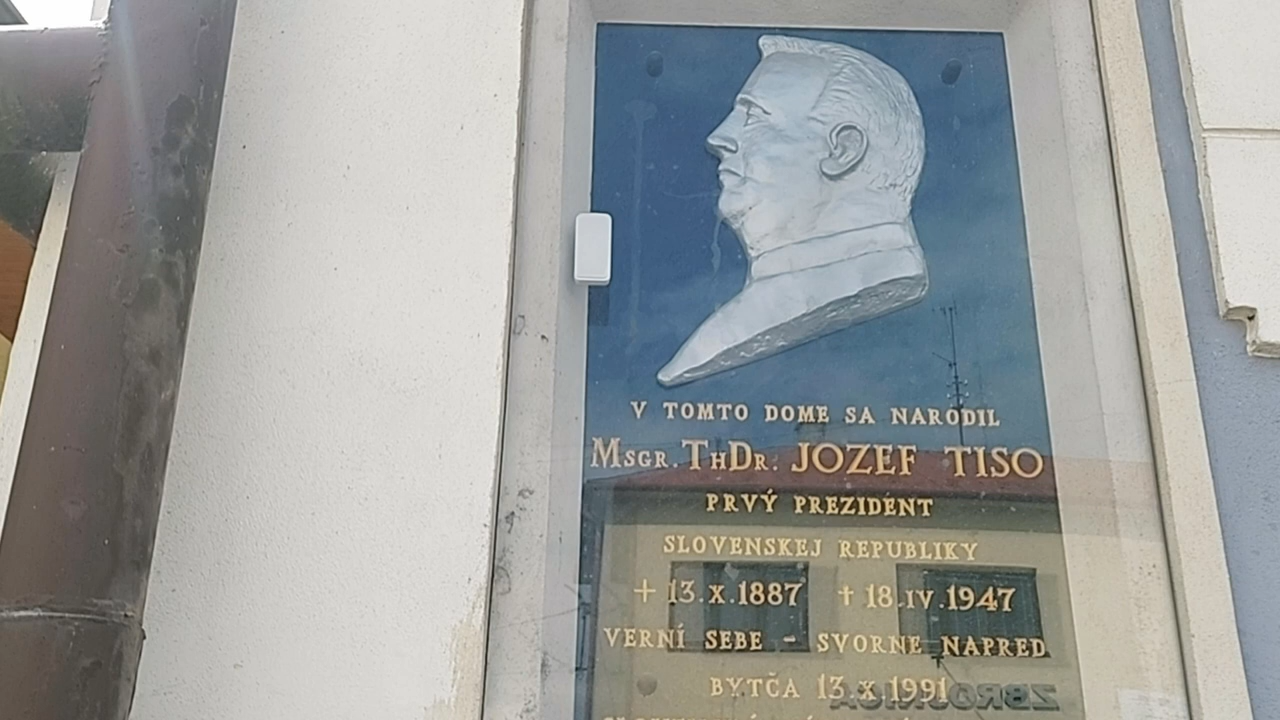 V TOMTO DOME SA NARODIL
MSGR. THDR. JOZEF TISO
PRVÝ PREZIDENT
SLOVENSKEJ REPUBLIKY
+ 13.X.1887 † 18.IV.1947
VERNÍ SEBE – SVORNE NAPRED
BYTČA 13.X.1991